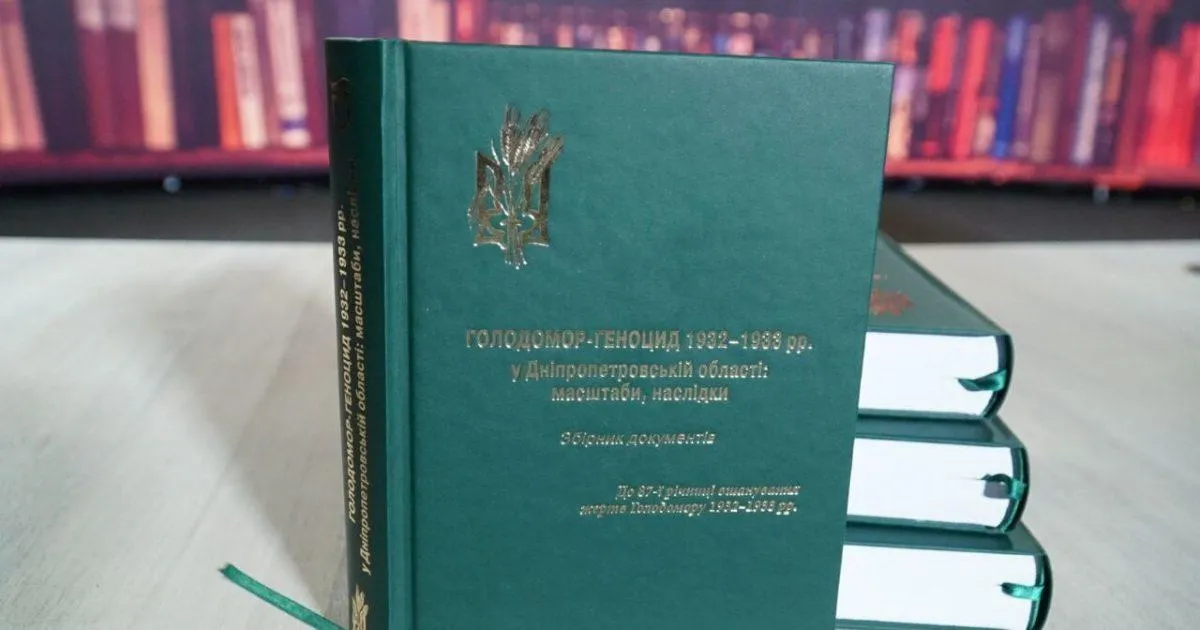 ГОЛОДОМОР-ГЕНОЦИД 1932–1933 рр.
у Дніпропетровській області: масштаби, наслі
ГОЛОДОМОР-ГЕНОЦИД 1932–1933 рр.
у Дніпропетровській області:
масштаби, наслідки
Збірник документів
До 87-ї річниці вшанування
жертв Голодомору 1932–1933 рр.